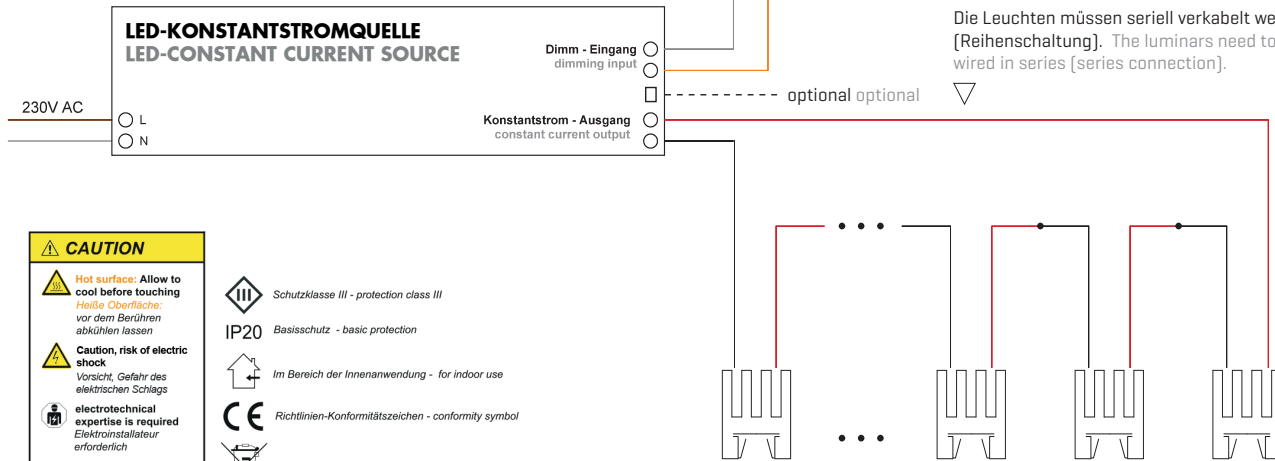 LED-KONSTANTSTROMQUELLE
LED-CONSTANT CURRENT SOURCE
Dimm - Eingang
dimming input
optional optional
230V AC
L
N
Konstantstrom - Ausgang
constant current output
Die Leuchten müssen seriell verkabelt we
(Reihenschaltung). The luminars need to
wired in series (series connection).
CAUTION
Hot surface: Allow to
cool before touching
Heiße Oberfläche:
vor dem Berühren
abkühlen lassen
Caution, risk of electric
shock
Vorsicht, Gefahr des
elektrischen Schlags
electrotechnical
expertise is required
Elektroinstallateur
erforderlich
III Schutzklasse III - protection class III
IP20 Basisschutz - basic protection
Im Bereich der Innenanwendung - for indoor use
CE Richtlinien-Konformitätszeichen - conformity symbol